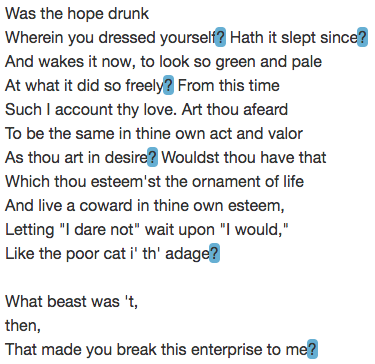 Was the hope drunk
Wherein you dressed yourself? Hath it slept since?
And wakes it now, to look so green and pale
At what it did so freely? From this time
Such I account thy love. Art thou afeard
To be the same in thine own act and valor
As thou art in desire? Wouldst thou have that
Which thou esteem'st the ornament of life
And live a coward in thine own esteem,
Letting "I dare not" wait upon "I would,"
Like the poor cat i' th' adage?
What beast was 't,
then,
That made you break this enterprise to me?